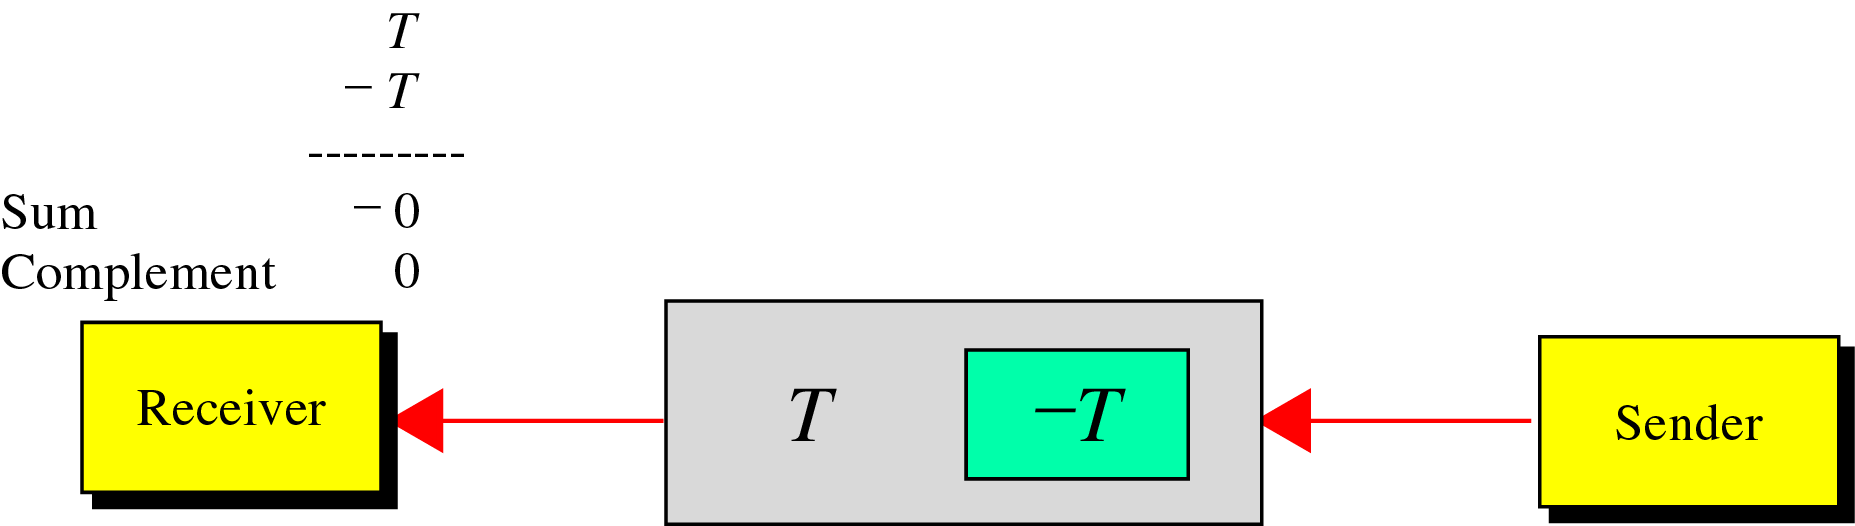 T
− T
---------
Sum − 0
Complement 0
Receiver
T
−T
Sender